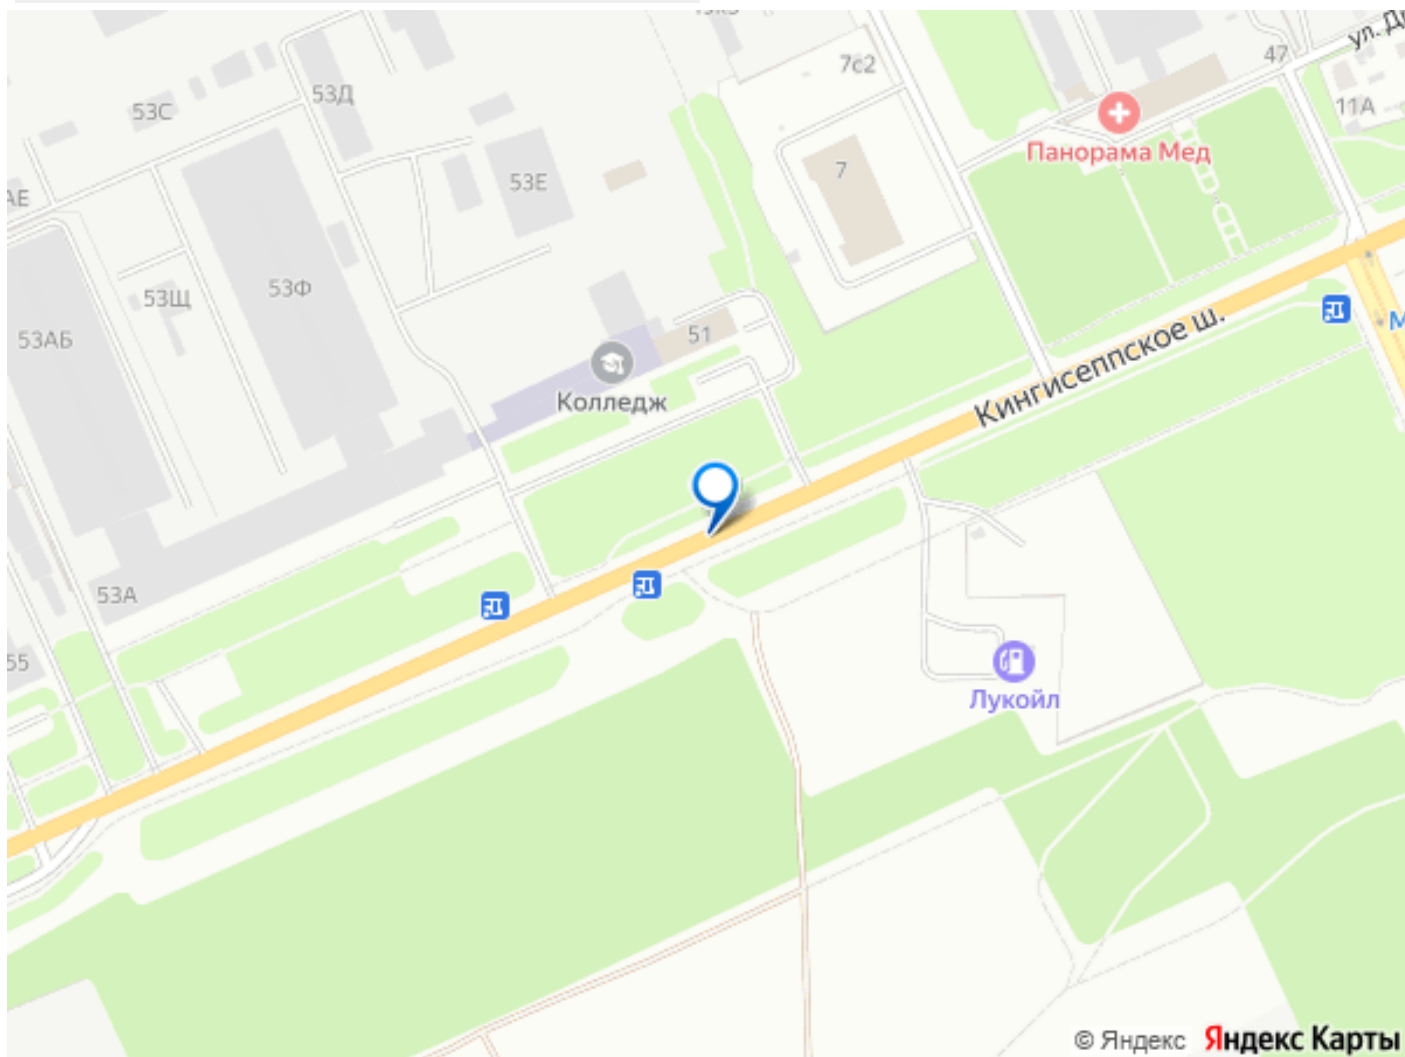 7с2
ул. Д
47
53Д
53С
11А
Панорама Мед
7
53Е
АЕ
53Ф
53Щ
Кингисеппское ш.
М
51
53АБ
Колледж
53А
55
Лукойл
© Яндекс Яндекс Карты